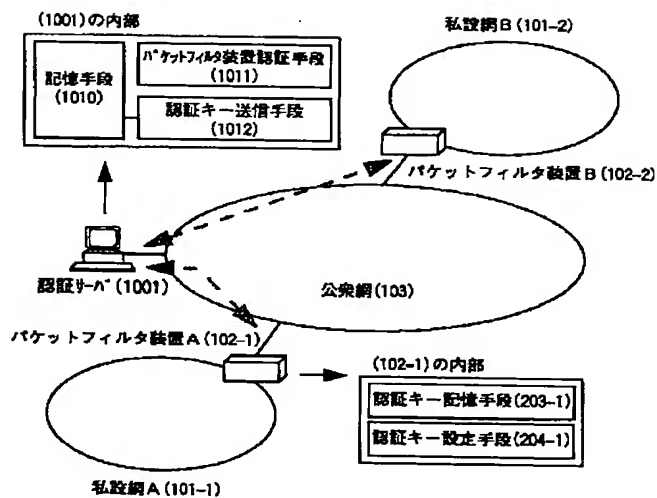 (1001)の内部
記憶手段
(1010)
パケットフィルタ装置認証手段
(1011)
認証キー送信手段
(1012)
私設網B(101-2)
パケットフィルタ装置B(102-2)
認証サーバ(1001)
公衆網(103)
パケットフィルタ装置A(102-1)
(102-1)の内部
認証キー記憶手段(203-1)
認証キー設定手段(204-1)
私設網A(101-1)